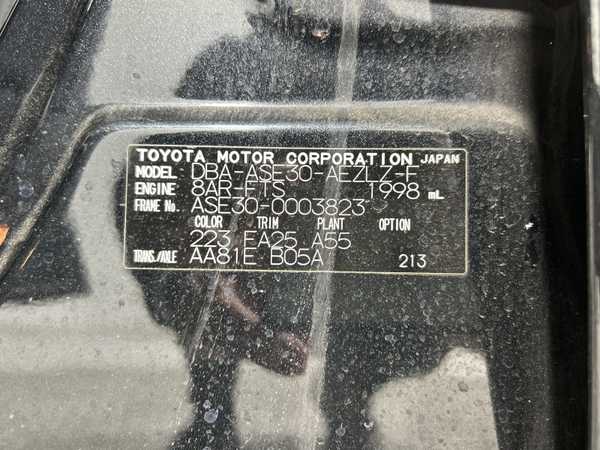 TOYOTA MOTOR CORPORATION JAPAN
MODEL: DBA-ASE30-AEZLZ-F
ENGINE: 8AR-FTS 1998 mL
FRAME No. ASE30-0003823
COLOR TRIM PLANT OPTION
223 EA25 A55
TRANS./AXLE AA81E B05A 213